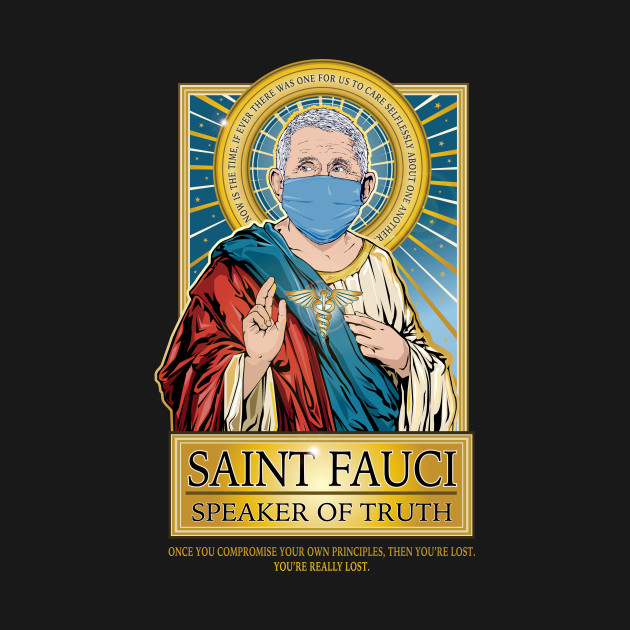 NOW IS THE TIME, IF EVER THERE WAS ONE FOR US TO CARE SELFLESSLY ABOUT ONE ANOTHER
SAINT FAUCI
SPEAKER OF TRUTH
ONCE YOU COMPROMISE YOUR OWN PRINCIPLES, THEN YOU'RE LOST.
YOU'RE REALLY LOST.